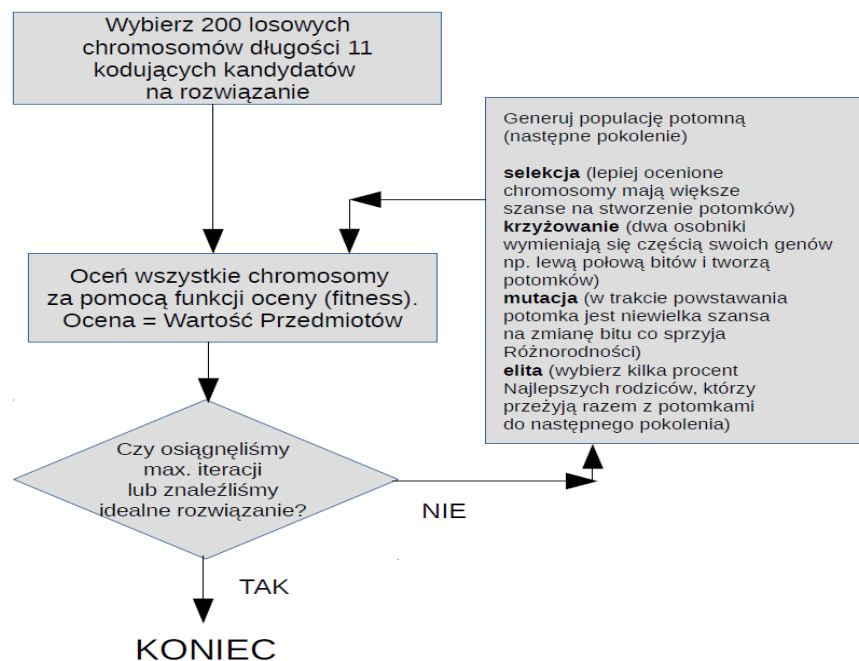 Wybierz 200 losowych
chromosomów długości 11
kodujących kandydatów
na rozwiązanie
Generuj populację potomną
(następne pokolenie)
selekcja (lepiej ocenione
chromosomy mają większe
szanse na stworzenie potomków)
krzyżowanie (dwa osobniki
wymieniają się częścią swoich genów
np. lewą połową bitów i tworzą
potomków)
mutacja (w trakcie powstawania
potomka jest niewielka szansa
na zmianę bitu co sprzyja
Różnorodności)
elita (wybierz kilka procent
Najlepszych rodziców, którzy
przeżyją razem z potomkami
do następnego pokolenia)
Oceń wszystkie chromosomy
za pomocą funkcji oceny (fitness).
Ocena = Wartość Przedmiotów
Czy osiągnęliśmy
max. iteracji
lub znaleźliśmy
idealne rozwiązanie?
NIE
TAK
KONIEC